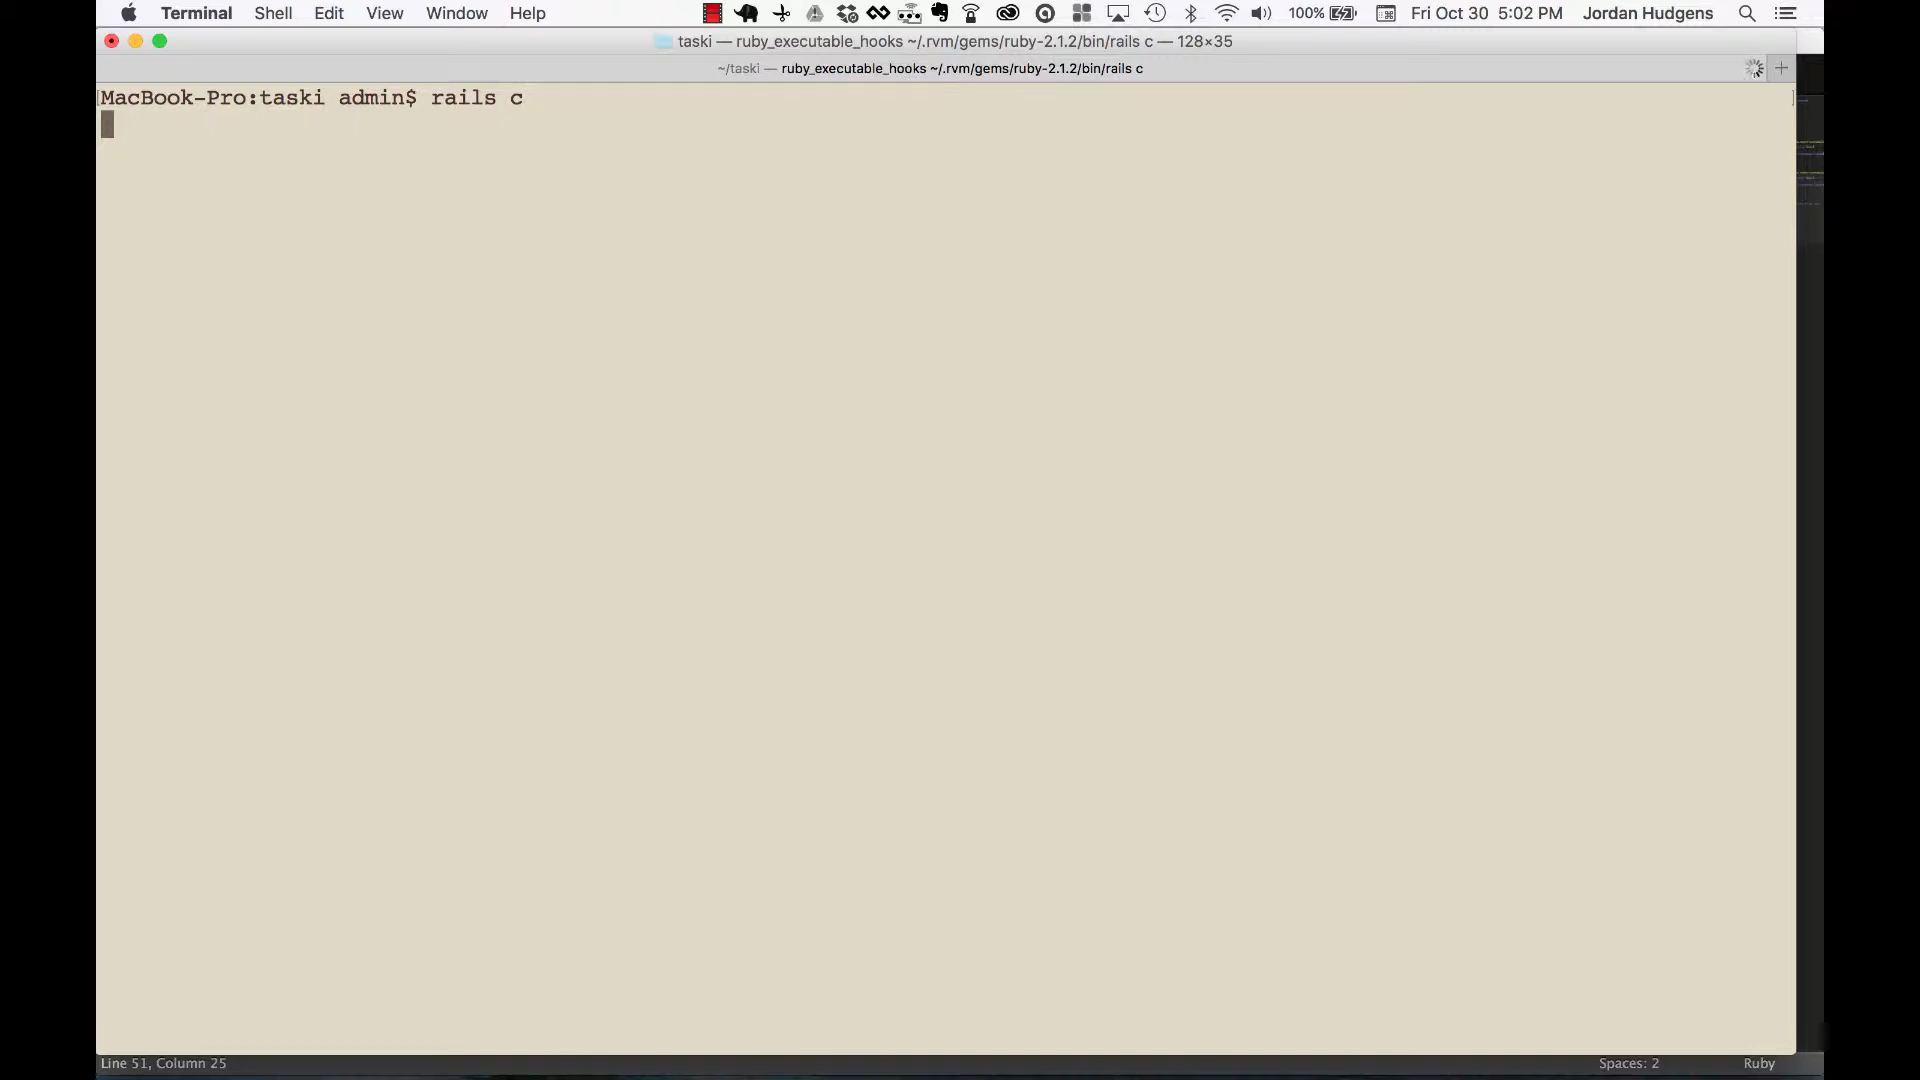 Terminal Shell Edit View Window Help 100% Fri Oct 30 5:02 PM Jordan Hudgens
taski — ruby_executable_hooks ~/.rvm/gems/ruby-2.1.2/bin/rails c — 128×35
~/taski — ruby_executable_hooks ~/.rvm/gems/ruby-2.1.2/bin/rails c
[MacBook-Pro:taski admin$ rails c ]
Line 51, Column 25 Spaces: 2 Ruby